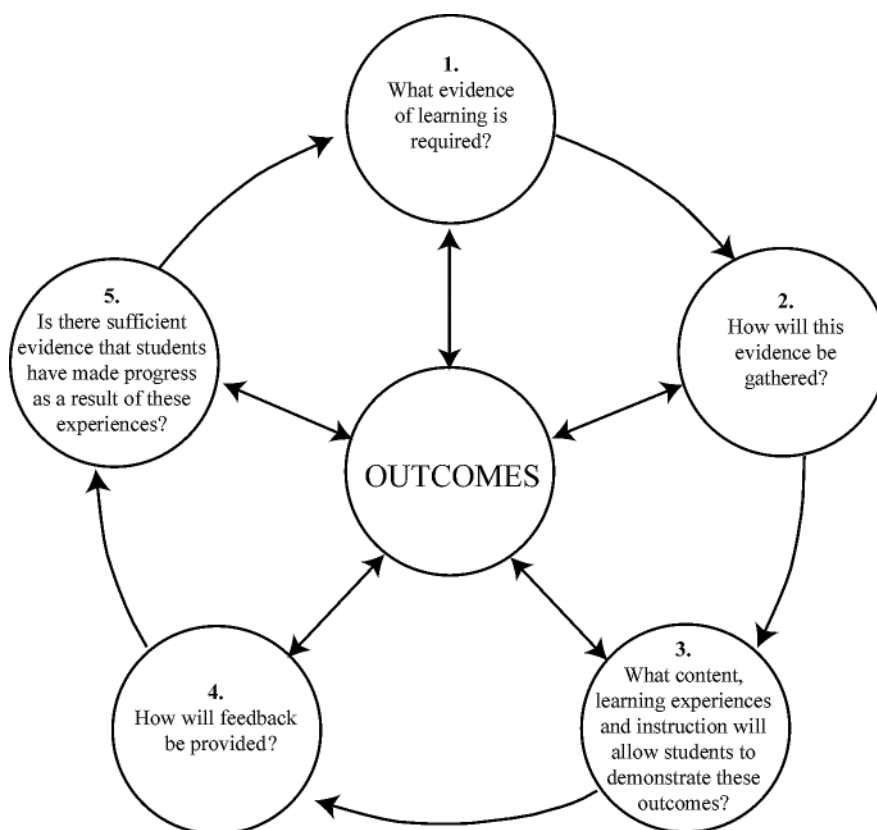 1.
What evidence
of learning is
required?
2.
How will this
evidence be
gathered?
3.
What content,
learning experiences
and instruction will
allow students to
demonstrate these
outcomes?
4.
How will feedback
be provided?
5.
Is there sufficient
evidence that students
have made progress
as a result of these
experiences?
OUTCOMES